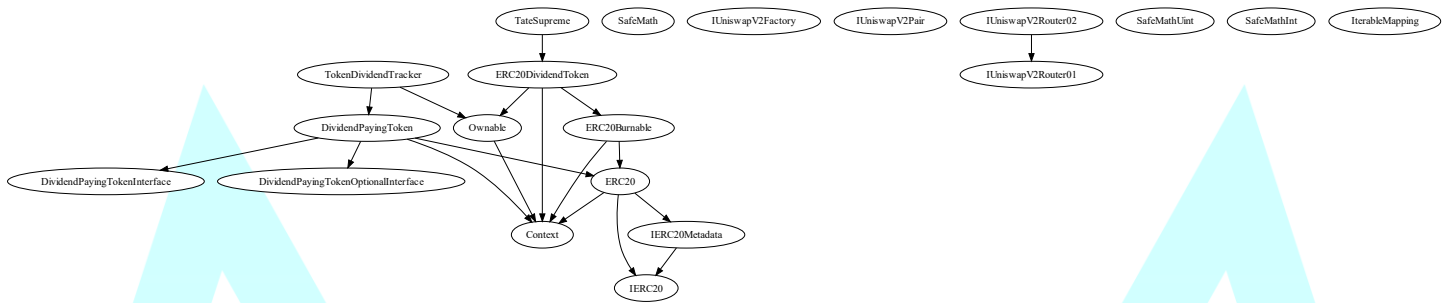 TateSupreme
SafeMath
IUniswapV2Factory
IUniswapV2Pair
IUniswapV2Router02
SafeMathUint
SafeMathInt
IterableMapping
TokenDividendTracker
ERC20DividendToken
IUniswapV2Router01
DividendPayingToken
Ownable
ERC20Burnable
DividendPayingTokenInterface
DividendPayingTokenOptionalInterface
ERC20
Context
IERC20Metadata
IERC20